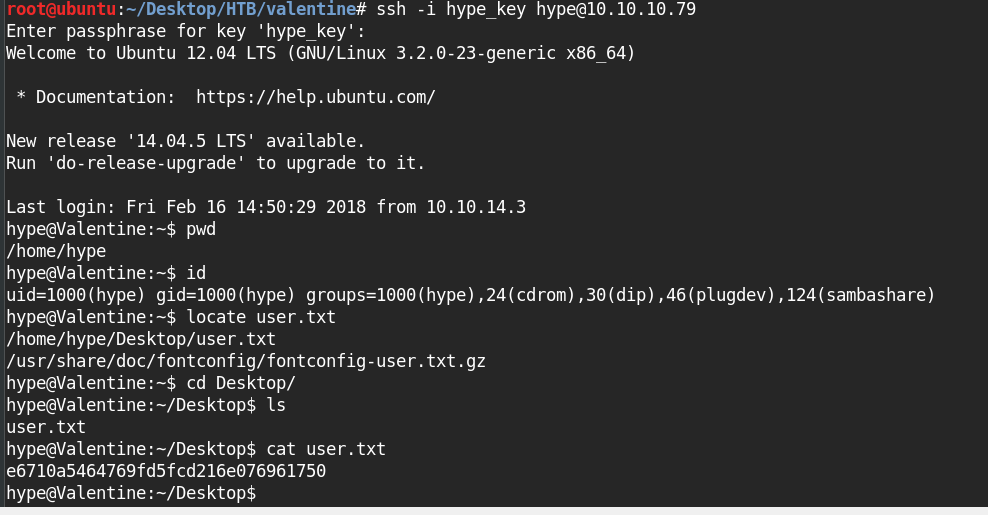 root@ubuntu:~/Desktop/HTB/valentine# ssh -i hype_key hype@10.10.10.79
Enter passphrase for key 'hype_key':
Welcome to Ubuntu 12.04 LTS (GNU/Linux 3.2.0-23-generic x86_64)
* Documentation:  https://help.ubuntu.com/
New release '14.04.5 LTS' available.
Run 'do-release-upgrade' to upgrade to it.
Last login: Fri Feb 16 14:50:29 2018 from 10.10.14.3
hype@Valentine:~$ pwd
/home/hype
hype@Valentine:~$ id
uid=1000(hype) gid=1000(hype) groups=1000(hype),24(cdrom),30(dip),46(plugdev),124(sambashare)
hype@Valentine:~$ locate user.txt
/home/hype/Desktop/user.txt
/usr/share/doc/fontconfig/fontconfig-user.txt.gz
hype@Valentine:~$ cd Desktop/
hype@Valentine:~/Desktop$ ls
user.txt
hype@Valentine:~/Desktop$ cat user.txt
e6710a5464769fd5fcd216e076961750
hype@Valentine:~/Desktop$